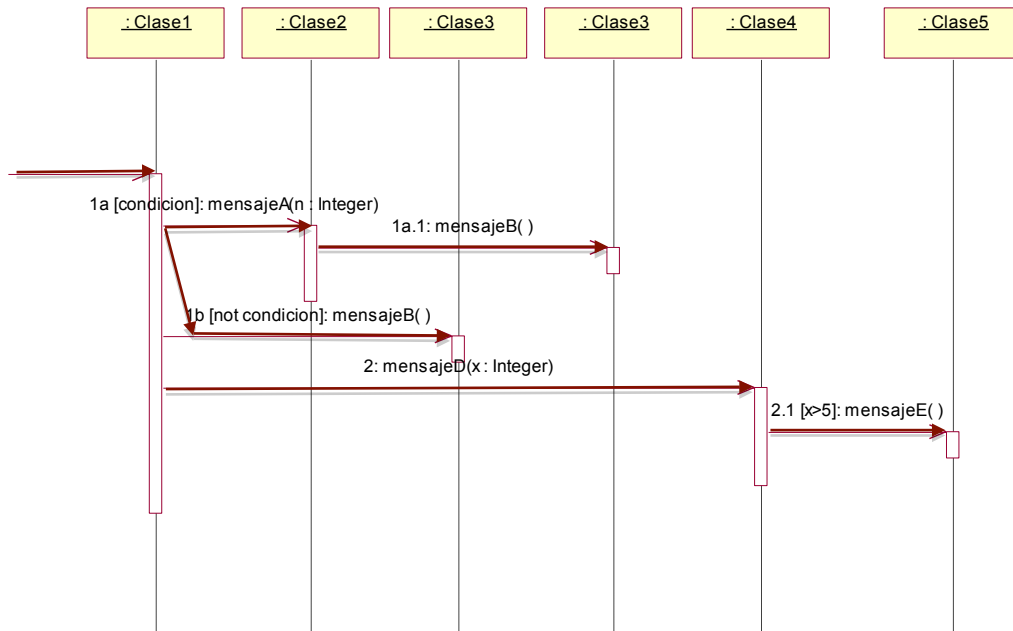 : Clase1
: Clase2
: Clase3
: Clase3
: Clase4
: Clase5
1a [condicion]: mensajeA(n : Integer)
1a.1: mensajeB( )
1b [not condicion]: mensajeB( )
2: mensajeD(x : Integer)
2.1 [x>5]: mensajeE( )